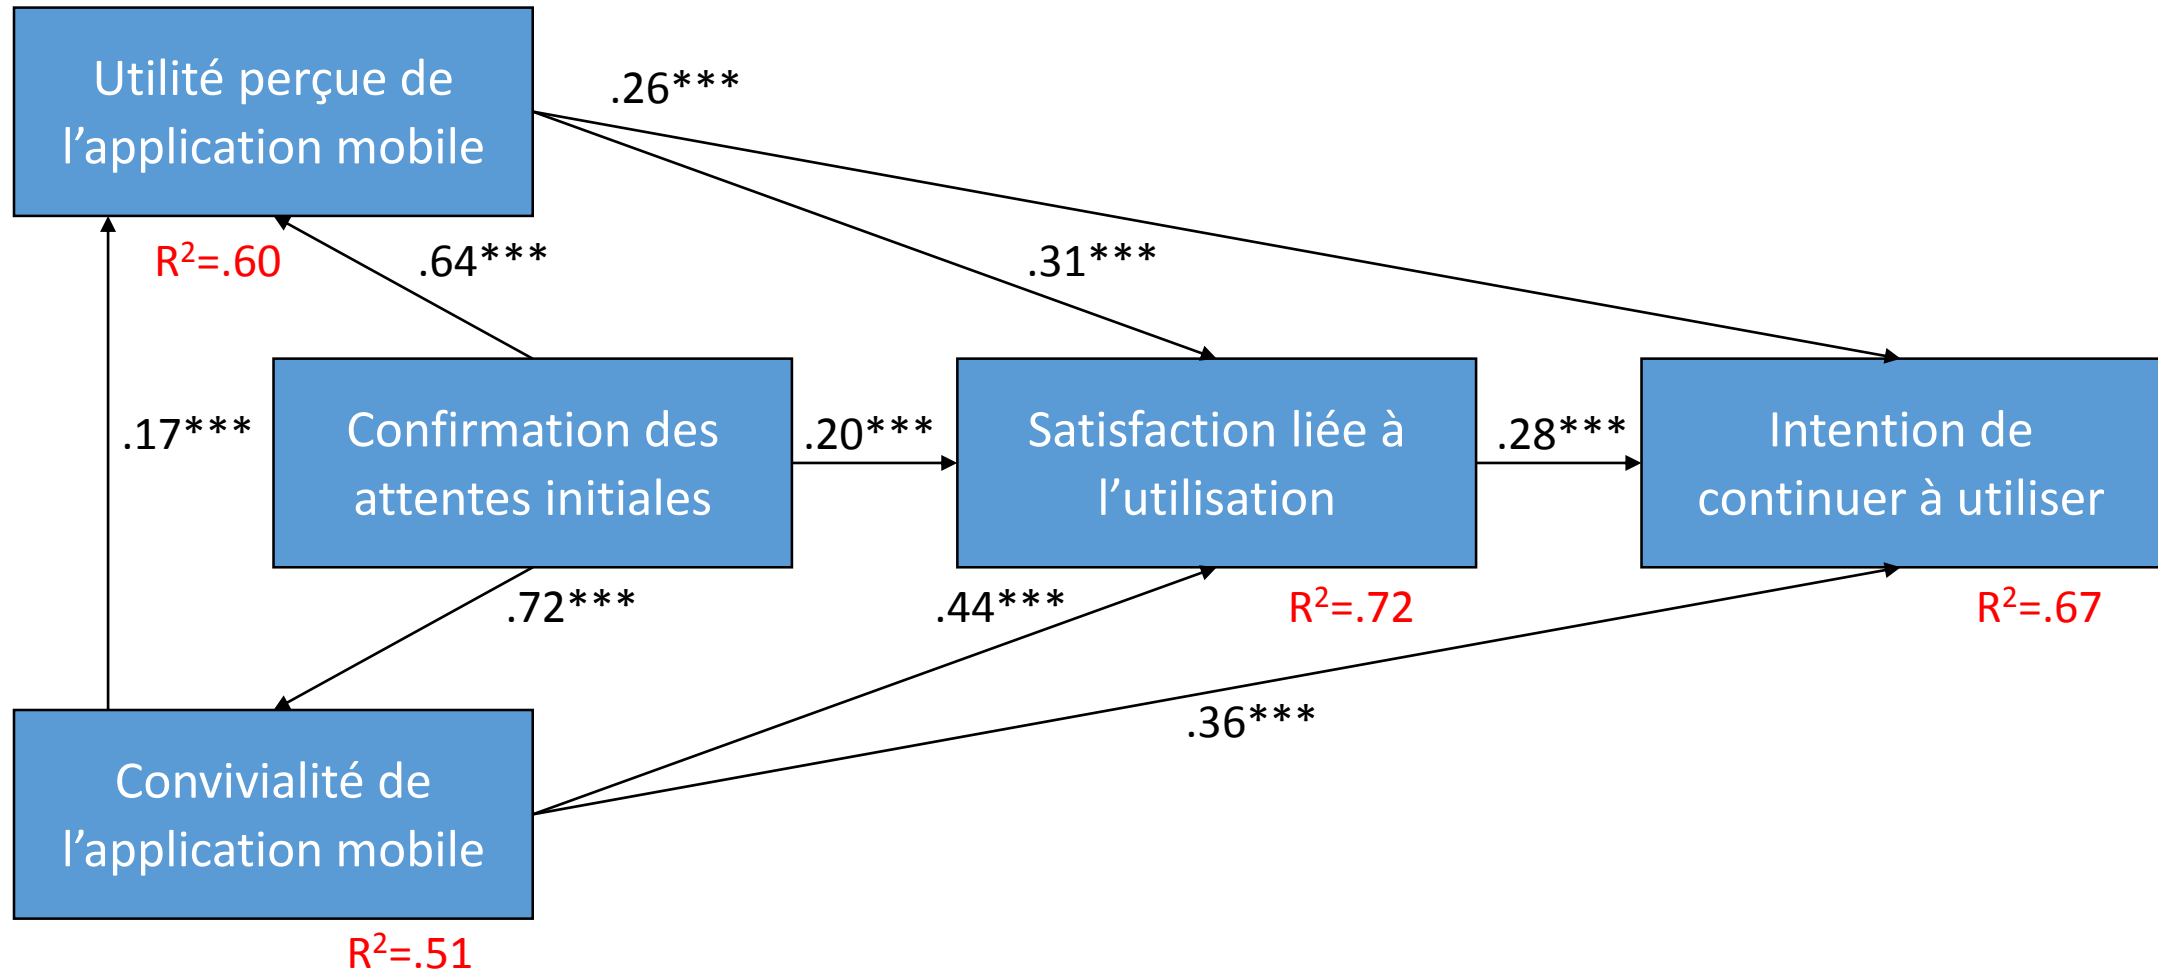 Utilité perçue de
l’application mobile
.26***
R²=.60
.64***
.31***
.17***
Confirmation des
attentes initiales
.20***
Satisfaction liée à
l’utilisation
.28***
Intention de
continuer à utiliser
.72***
.44***
R²=.72
R²=.67
.36***
Convivialité de
l’application mobile
R²=.51